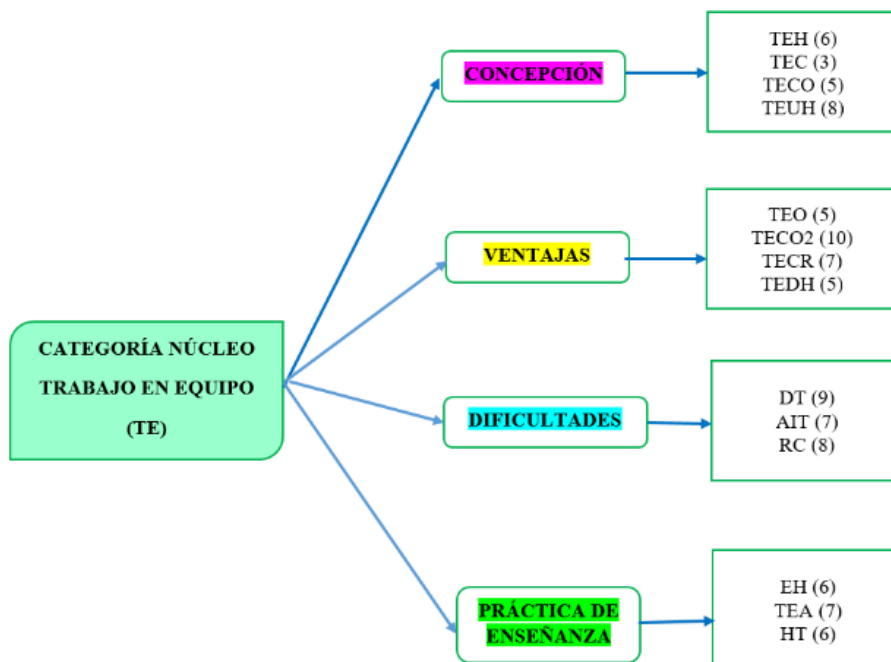 CATEGORÍA NÚCLEO
TRABAJO EN EQUIPO
(TE)
CONCEPCIÓN
TEH (6)
TEC (3)
TECO (5)
TEUH (8)
VENTAJAS
TEO (5)
TECO2 (10)
TECR (7)
TEDH (5)
DIFICULTADES
DT (9)
AIT (7)
RC (8)
PRÁCTICA DE
ENSEÑANZA
EH (6)
TEA (7)
HT (6)